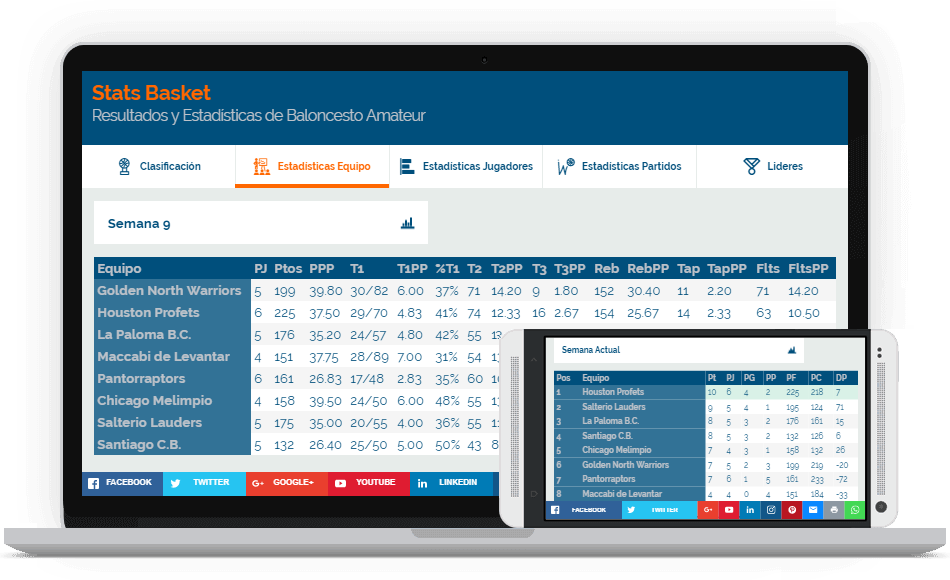 Stats Basket
Resultados y Estadísticas de Baloncesto Amateur
Clasificación Estadísticas Equipo Estadísticas Jugadores Estadísticas Partidos Lideres
Semana 9
Equipo PJ Ptos PPP T1 T1PP %T1 T2 T2PP T3 T3PP Reb RebPP Tap TapPP Flts FltsPP
Golden North Warriors 5 199 39.80 30/82 6.00 37% 71 14.20 9 1.80 152 30.40 11 2.20 71 14.20
Houston Profets 6 225 37.50 29/70 4.83 41% 74 12.33 16 2.67 154 25.67 14 2.33 63 10.50
La Paloma B.C. 5 176 35.20 24/57 4.80 42% 55
Maccabi de Levantar 4 151 37.75 28/89 7.00 31% 54
Pantorraptors 6 161 26.83 17/48 2.83 35% 60
Chicago Melimpio 4 158 39.50 24/50 6.00 48% 55
Salterio Lauders 5 175 35.00 20/55 4.00 36% 55
Santiago C.B. 5 132 26.40 25/50 5.00 50% 43
FACEBOOK TWITTER GOOGLE+ YOUTUBE LINKEDIN
Semana Actual
Pos Equipo Pt PJ PG PP PF PC DP
1 Houston Profets 10 6 4 2 225 218 7
2 Salterio Lauders 9 5 4 1 195 124 71
3 La Paloma B.C. 8 5 3 2 176 161 15
4 Santiago C.B. 8 5 3 2 132 126 6
5 Chicago Melimpio 7 4 3 1 158 132 26
6 Golden North Warriors 7 5 2 3 199 219 -20
7 Pantorraptors 7 6 1 5 161 233 -72
8 Maccabi de Levantar 4 4 0 4 151 184 -33
FACEBOOK TWITTER